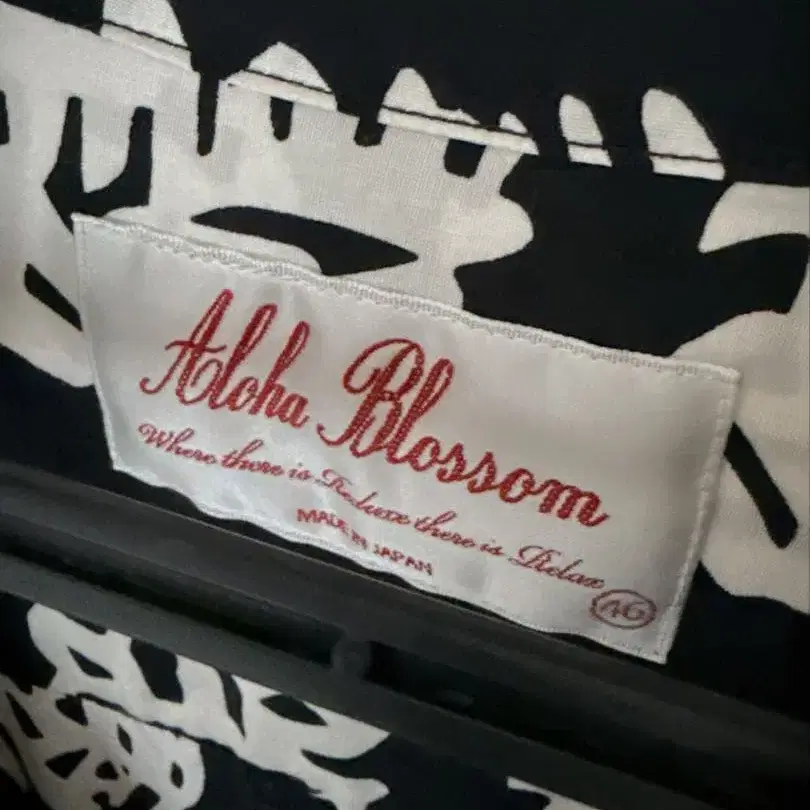 Aloha Blossom
Where there is Deluxe there is Relax
MADE IN JAPAN
46